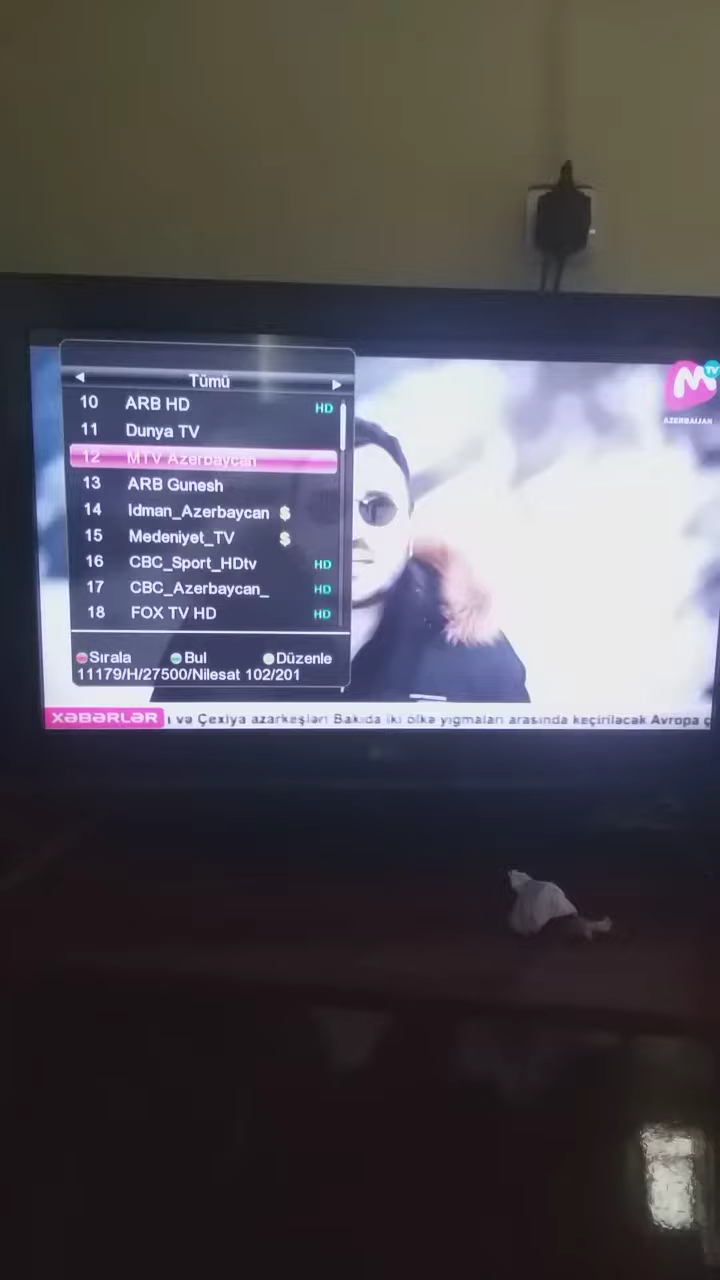 Tümü
10 ARB HD HD
11 Dunya TV
12 MTV Azerbaycan
13 ARB Gunesh
14 Idman_Azerbaycan $
15 Medeniyet_TV $
16 CBC_Sport_HDtv HD
17 CBC_Azerbaycan_ HD
18 FOX TV HD HD
Sırala Bul Düzenle
11179/H/27500/Nilesat 102/201
M TV
AZERBAIJAN
XƏBƏRLƏR və Çexiya azarkeşləri Bakıda iki ölkə yığmaları arasında keçiriləcək Avropa